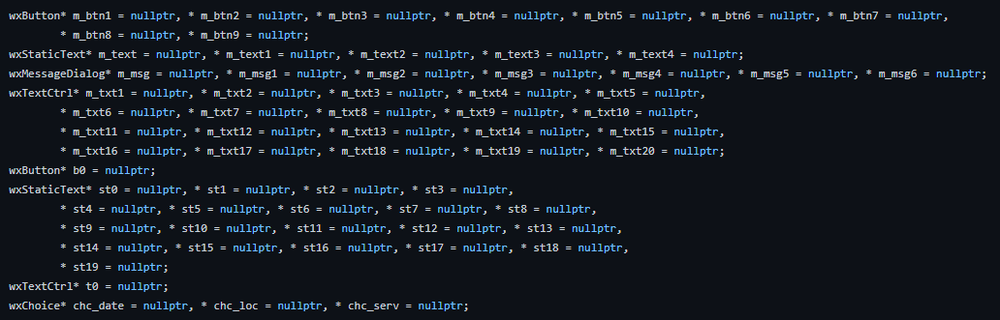 wxButton* m_btn1 = nullptr, * m_btn2 = nullptr, * m_btn3 = nullptr, * m_btn4 = nullptr, * m_btn5 = nullptr, * m_btn6 = nullptr, * m_btn7 = nullptr,
* m_btn8 = nullptr, * m_btn9 = nullptr;
wxStaticText* m_text = nullptr, * m_text1 = nullptr, * m_text2 = nullptr, * m_text3 = nullptr, * m_text4 = nullptr;
wxMessageDialog* m_msg = nullptr, * m_msg1 = nullptr, * m_msg2 = nullptr, * m_msg3 = nullptr, * m_msg4 = nullptr, * m_msg5 = nullptr, * m_msg6 = nullptr;
wxTextCtrl* m_txt1 = nullptr, * m_txt2 = nullptr, * m_txt3 = nullptr, * m_txt4 = nullptr, * m_txt5 = nullptr,
* m_txt6 = nullptr, * m_txt7 = nullptr, * m_txt8 = nullptr, * m_txt9 = nullptr, * m_txt10 = nullptr,
* m_txt11 = nullptr, * m_txt12 = nullptr, * m_txt13 = nullptr, * m_txt14 = nullptr, * m_txt15 = nullptr,
* m_txt16 = nullptr, * m_txt17 = nullptr, * m_txt18 = nullptr, * m_txt19 = nullptr, * m_txt20 = nullptr;
wxButton* b0 = nullptr;
wxStaticText* st0 = nullptr, * st1 = nullptr, * st2 = nullptr, * st3 = nullptr,
* st4 = nullptr, * st5 = nullptr, * st6 = nullptr, * st7 = nullptr, * st8 = nullptr,
* st9 = nullptr, * st10 = nullptr, * st11 = nullptr, * st12 = nullptr, * st13 = nullptr,
* st14 = nullptr, * st15 = nullptr, * st16 = nullptr, * st17 = nullptr, * st18 = nullptr,
* st19 = nullptr;
wxTextCtrl* t0 = nullptr;
wxChoice* chc_date = nullptr, * chc_loc = nullptr, * chc_serv = nullptr;